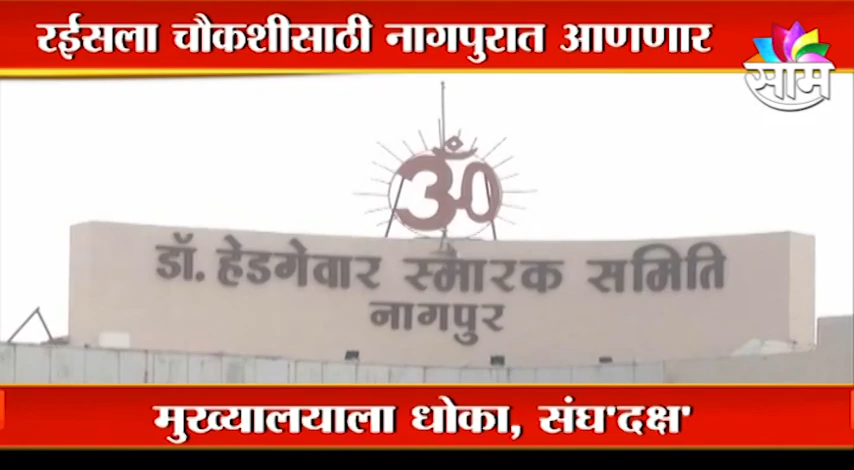 रईसला चौकशीसाठी नागपुरात आणणार
साम
ॐ
डॉ. हेडगेवार स्मारक समिति
नागपुर
मुख्यालयाला धोका, संघ'दक्ष'